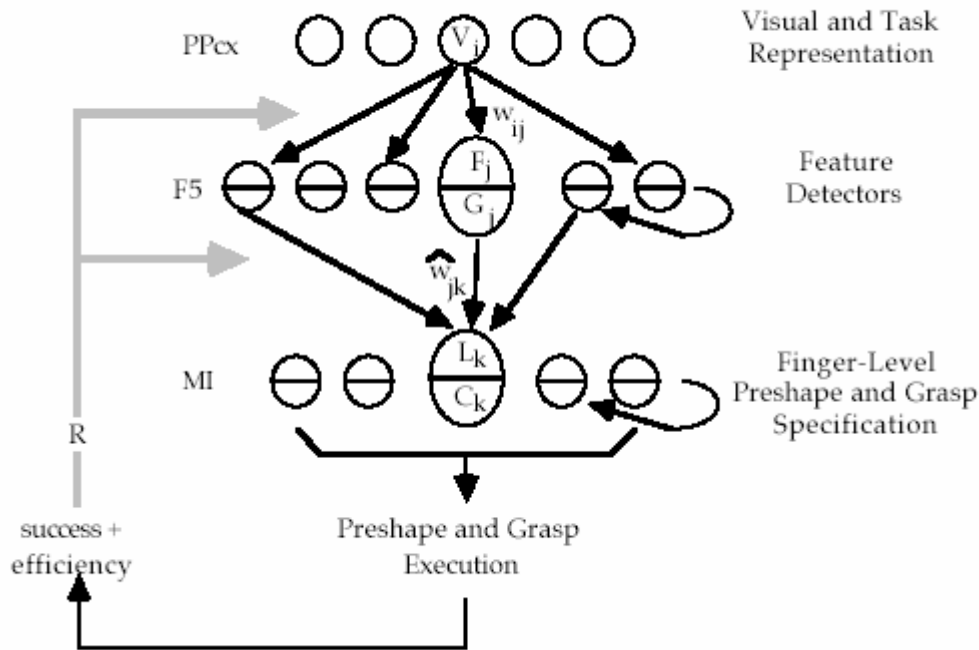 PPcx
V_j
Visual and Task
Representation
w_ij
F5
F_j
G_j
Feature
Detectors
ŵ_jk
MI
L_k
C_k
Finger-Level
Preshape and Grasp
Specification
R
success +
efficiency
Preshape and Grasp
Execution